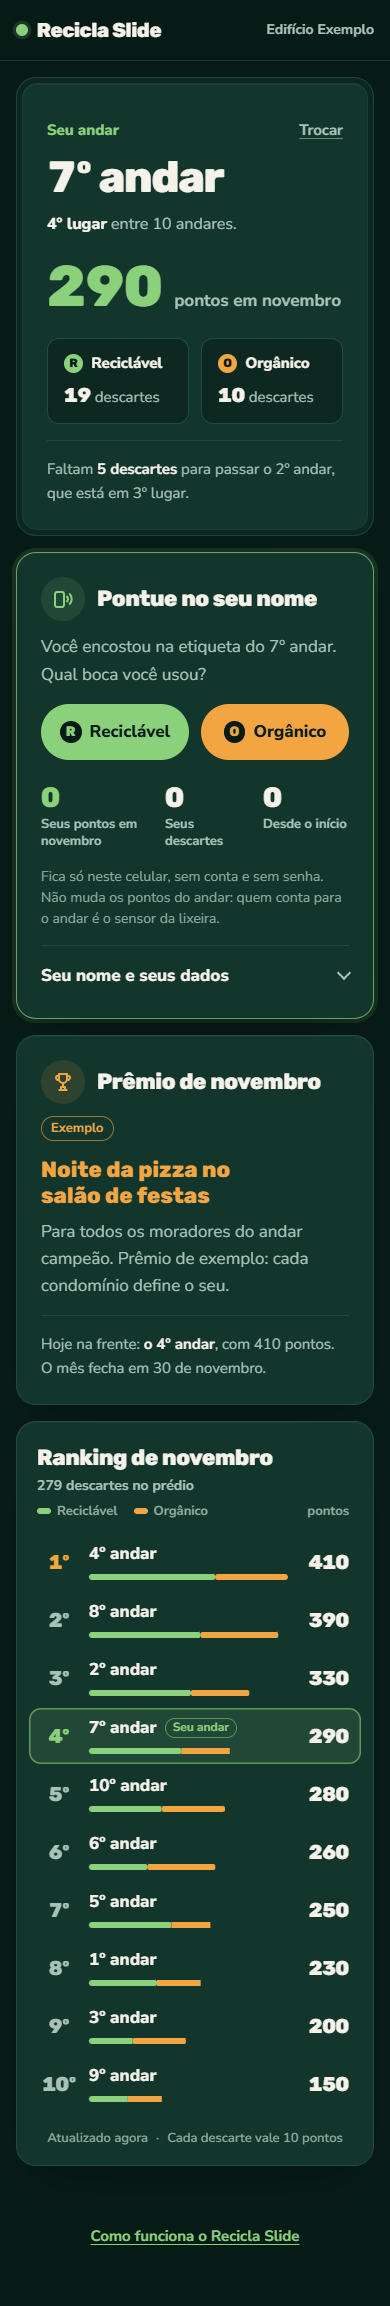 Recicla Slide
Edifício Exemplo
Seu andar
Trocar
7º andar
4º lugar entre 10 andares.
290 pontos em novembro
R Reciclável
19 descartes
O Orgânico
10 descartes
Faltam 5 descartes para passar o 2º andar,
que está em 3º lugar.
Pontue no seu nome
Você encostou na etiqueta do 7º andar.
Qual boca você usou?
R Reciclável
O Orgânico
0
Seus pontos em
novembro
0
Seus
descartes
0
Desde o início
Fica só neste celular, sem conta e sem senha.
Não muda os pontos do andar: quem conta para
o andar é o sensor da lixeira.
Seu nome e seus dados
Prêmio de novembro
Exemplo
Noite da pizza no
salão de festas
Para todos os moradores do andar
campeão. Prêmio de exemplo: cada
condomínio define o seu.
Hoje na frente: o 4º andar, com 410 pontos.
O mês fecha em 30 de novembro.
Ranking de novembro
279 descartes no prédio
Reciclável Orgânico pontos
1º 4º andar 410
2º 8º andar 390
3º 2º andar 330
4º 7º andar Seu andar 290
5º 10º andar 280
6º 6º andar 260
7º 5º andar 250
8º 1º andar 230
9º 3º andar 200
10º 9º andar 150
Atualizado agora · Cada descarte vale 10 pontos
Como funciona o Recicla Slide